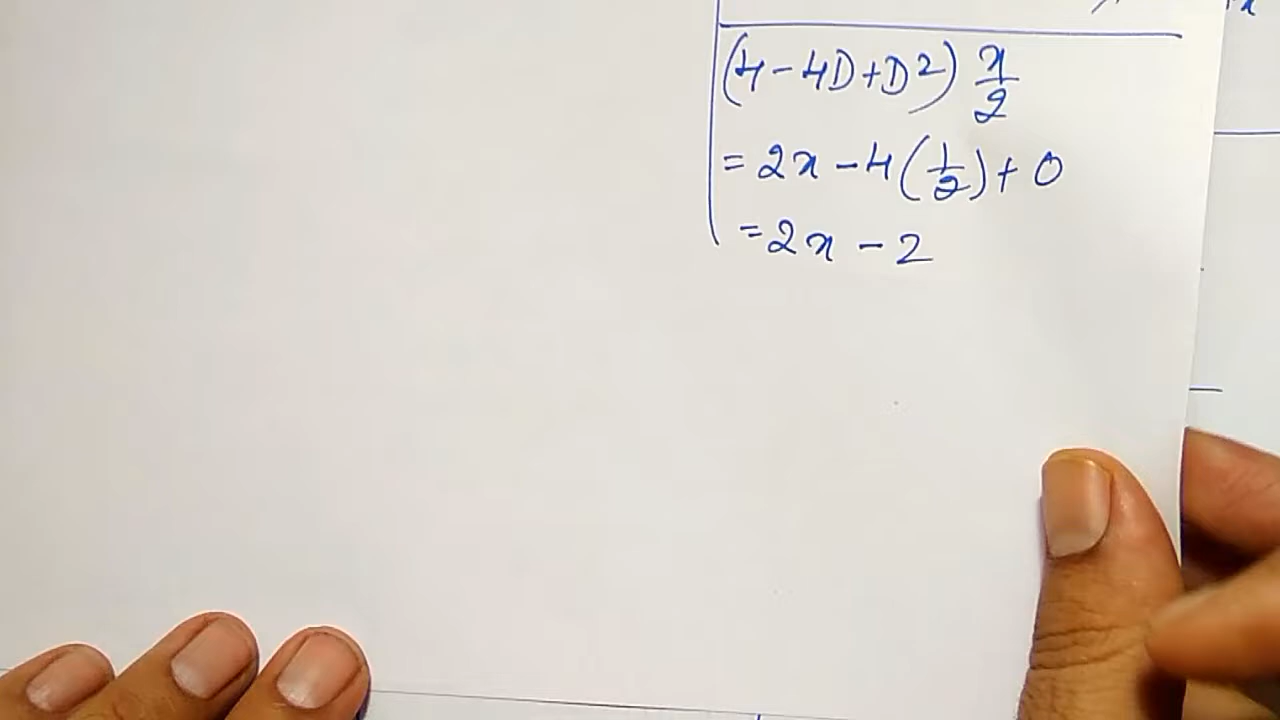 (4 - 4D + D²) x/2
= 2x - 4(1/2) + 0
= 2x - 2